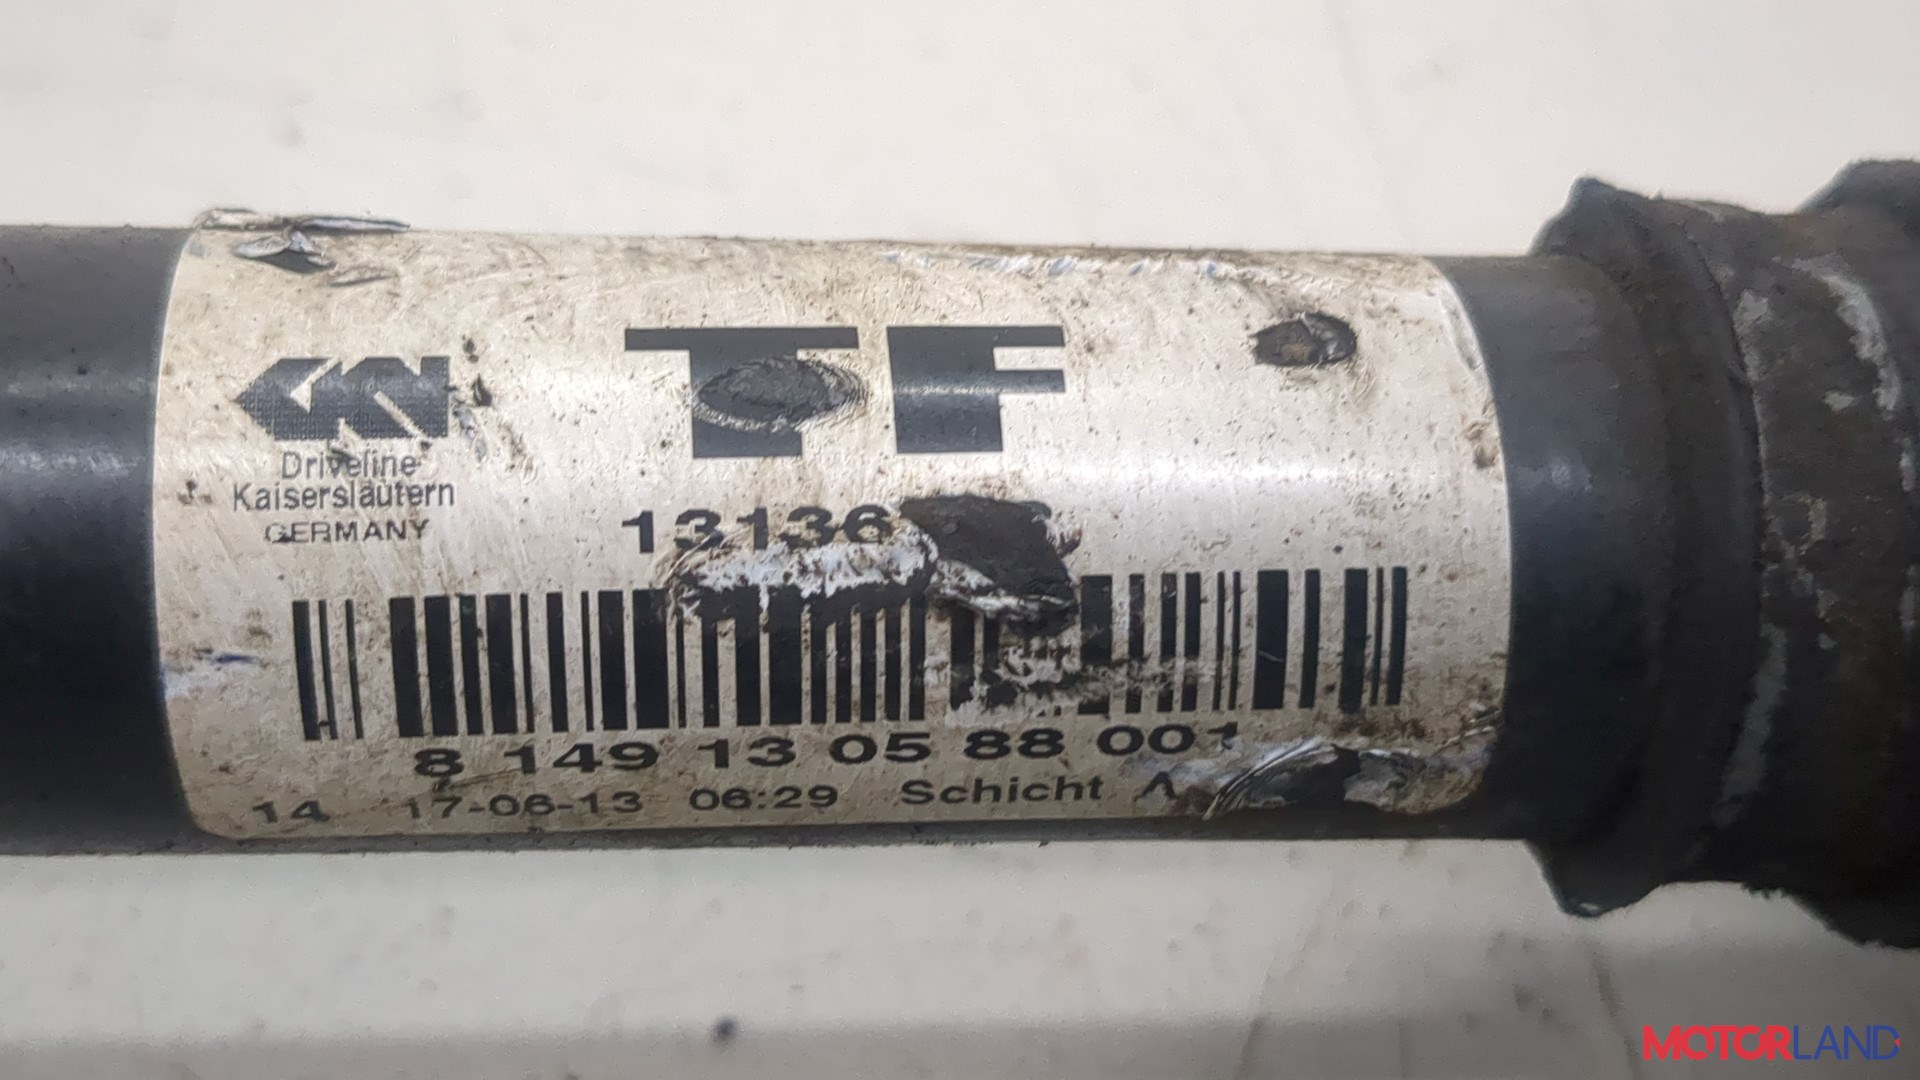 GKN
TF
Driveline
Kaiserslautern
GERMANY
13136
8 149 13 05 88 001
14 17-06-13 06:29 Schicht A
MOTORLAND